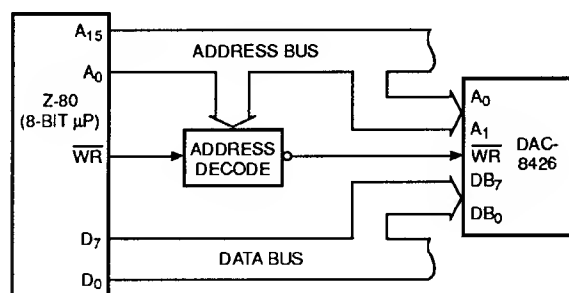 A15
ADDRESS BUS
A0
Z-80
(8-BIT µP)
WR
ADDRESS
DECODE
D7
DATA BUS
D0
A0
A1
WR
DAC-
8426
DB7
DB0